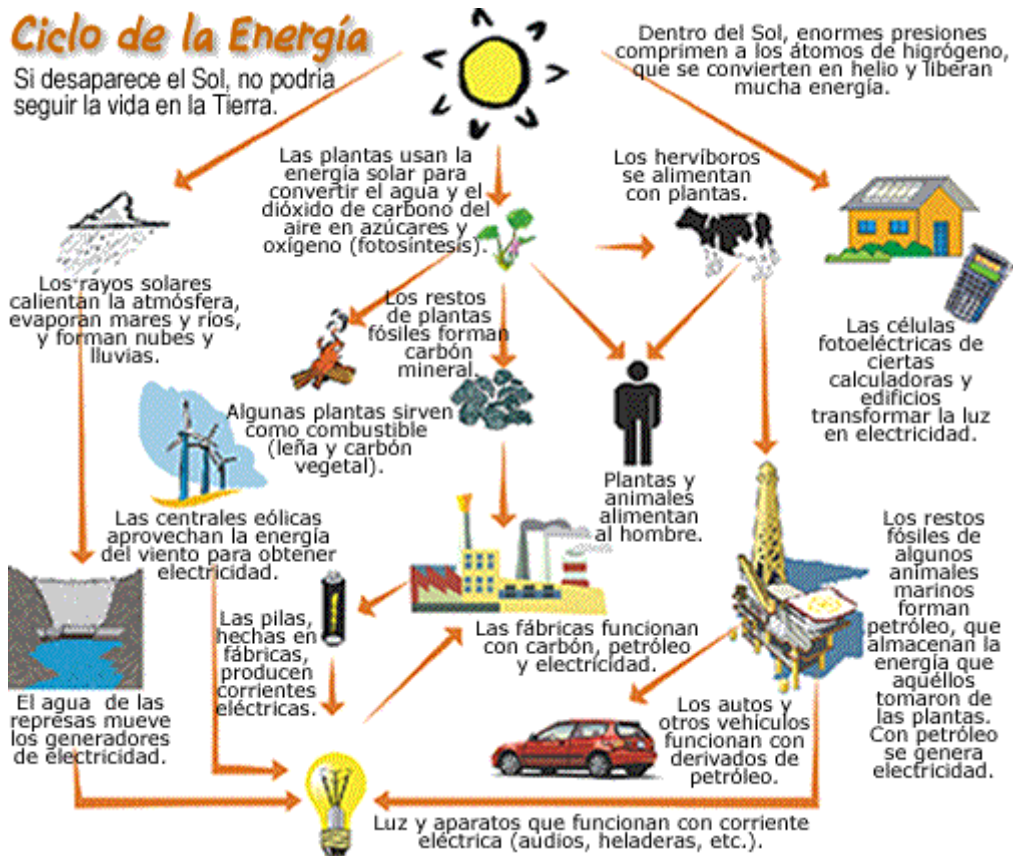 Ciclo de la Energía
Si desaparece el Sol, no podria
seguir la vida en la Tierra.
Dentro del Sol, enormes presiones
comprimen a los átomos de higrógeno,
que se convierten en helio y liberan
mucha energía.
Las plantas usan la
energía solar para
convertir el agua y el
dióxido de carbono del
aire en azúcares y
oxígeno (fotosíntesis).
Los hervíboros
se alimentan
con plantas.
Los rayos solares
calientan la atmósfera,
evaporan mares y ríos,
y forman nubes y
lluvias.
Los restos
de plantas
fósiles forman
carbón
mineral.
Las células
fotoeléctricas de
ciertas
calculadoras y
edificios
transformar la luz
en electricidad.
Algunas plantas sirven
como combustible
(leña y carbón
vegetal).
Plantas y
animales
alimentan
al hombre.
Las centrales eólicas
aprovechan la energía
del viento para obtener
electricidad.
Los restos
fósiles de
algunos
animales
marinos
forman
petróleo, que
almacenan la
energía que
aquéllos
tomaron de
las plantas.
Con petróleo
se genera
electricidad.
Las pilas,
hechas en
fábricas,
producen
corrientes
eléctricas.
Las fábricas funcionan
con carbón, petróleo
y electricidad.
El agua de las
represas mueve
los generadores
de electricidad.
Los autos y
otros vehículos
funcionan con
derivados de
petróleo.
Luz y aparatos que funcionan con corriente
eléctrica (audios, heladeras, etc.).